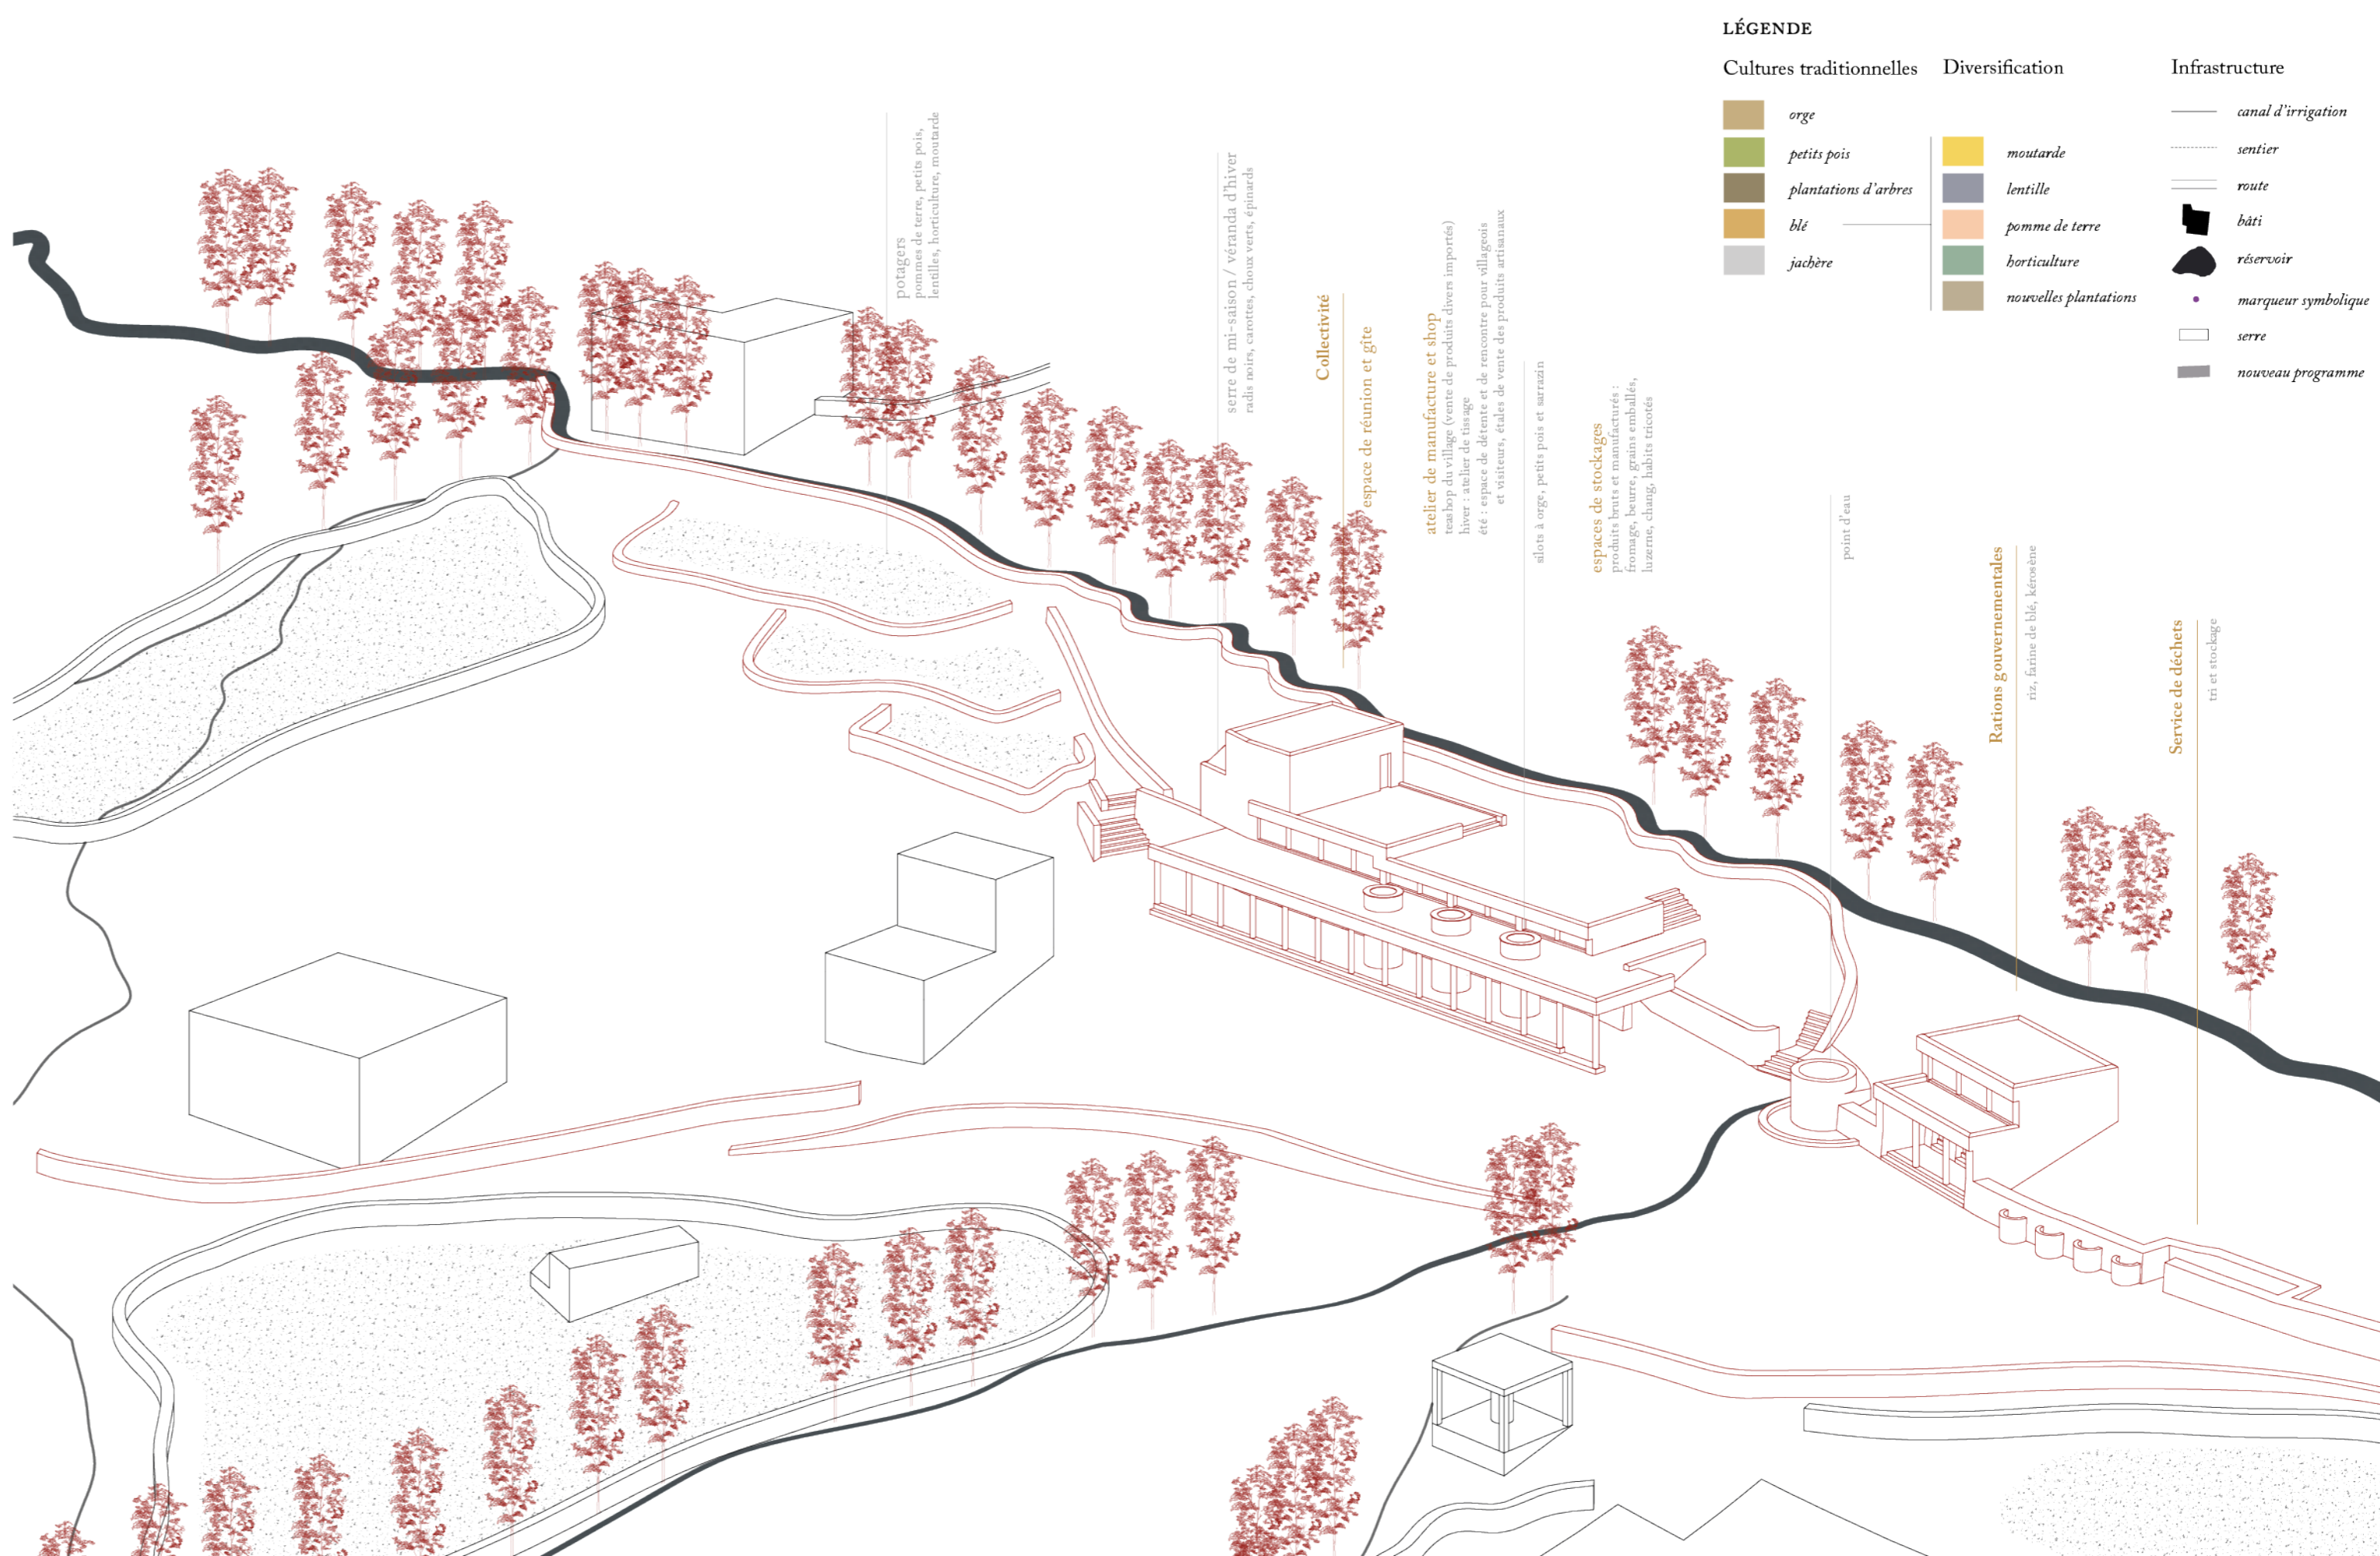 LÉGENDE
Cultures traditionnelles
orge
petits pois
plantations d'arbres
blé
jachère
Diversification
moutarde
lentille
pomme de terre
horticulture
nouvelles plantations
Infrastructure
canal d'irrigation
sentier
route
bâti
réservoir
marqueur symbolique
serre
nouveau programme
potagers
pommes de terre, petits pois,
lentilles, horticulture, moutarde
serre de mi-saison / véranda d'hiver
radis noirs, carottes, choux verts, épinards
Collectivité
espace de réunion et gîte
atelier de manufacture et shop
teashop du village (vente de produits divers importés)
hiver : atelier de tissage
été : espace de détente et de rencontre pour villageois
et visiteurs, étales de vente des produits artisanaux
silots à orge, petits pois et sarrazin
espaces de stockages
produits bruts et manufacturés :
fromage, beurre, grains emballés,
luzerne, chang, habits tricotés
point d'eau
Rations gouvernementales
riz, farine de blé, kérosène
Service de déchets
tri et stockage